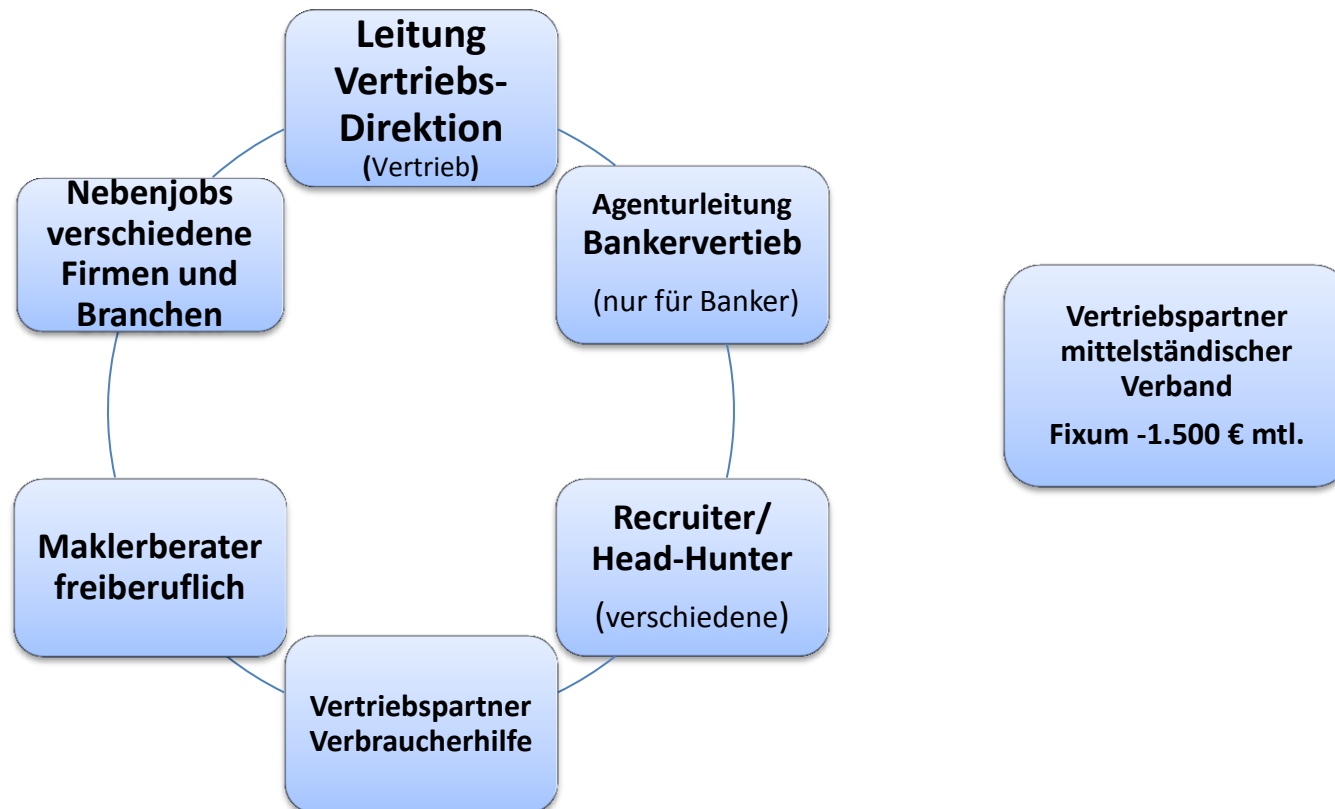 Leitung
Vertriebs-
Direktion
(Vertrieb)
Agenturleitung
Bankervertieb
(nur für Banker)
Recruiter/
Head-Hunter
(verschiedene)
Vertriebspartner
Verbraucherhilfe
Maklerberater
freiberuflich
Nebenjobs
verschiedene
Firmen und
Branchen
Vertriebspartner
mittelständischer
Verband
Fixum -1.500 € mtl.